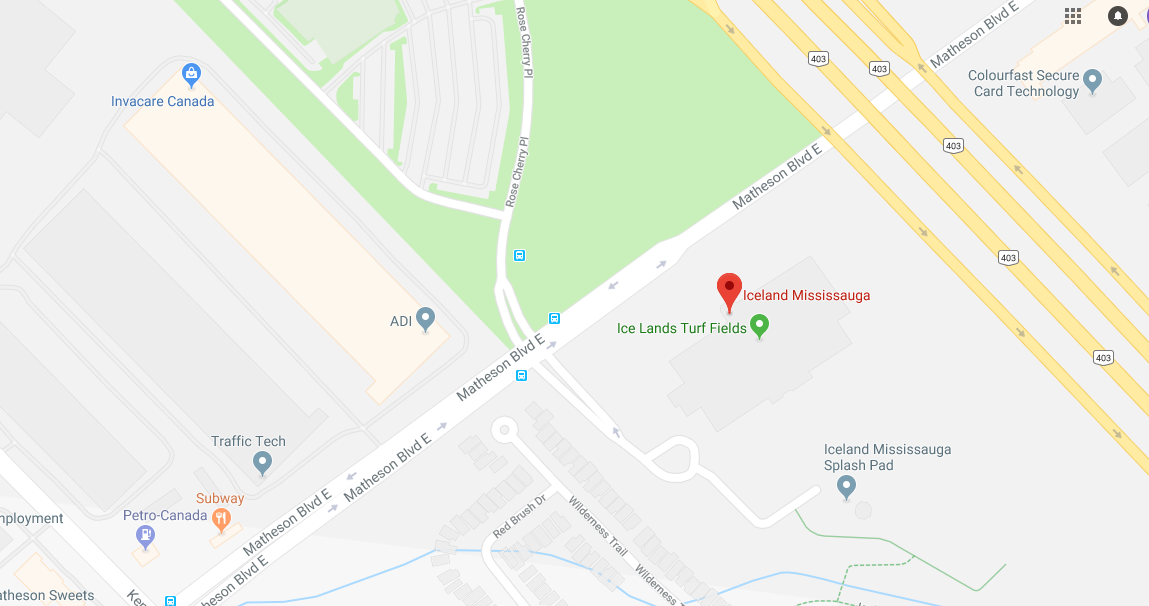 Rose Cherry Pl
Matheson Blvd E
403
403
Colourfast Secure
Card Technology
Invacare Canada
403
Rose Cherry Pl
Matheson Blvd E
403
Iceland Mississauga
ADI
Ice Lands Turf Fields
Matheson Blvd E
403
Traffic Tech
Matheson Blvd E
Iceland Mississauga
Splash Pad
Subway
Matheson Blvd E
Petro-Canada
Red Brush Dr
Wilderness Trail